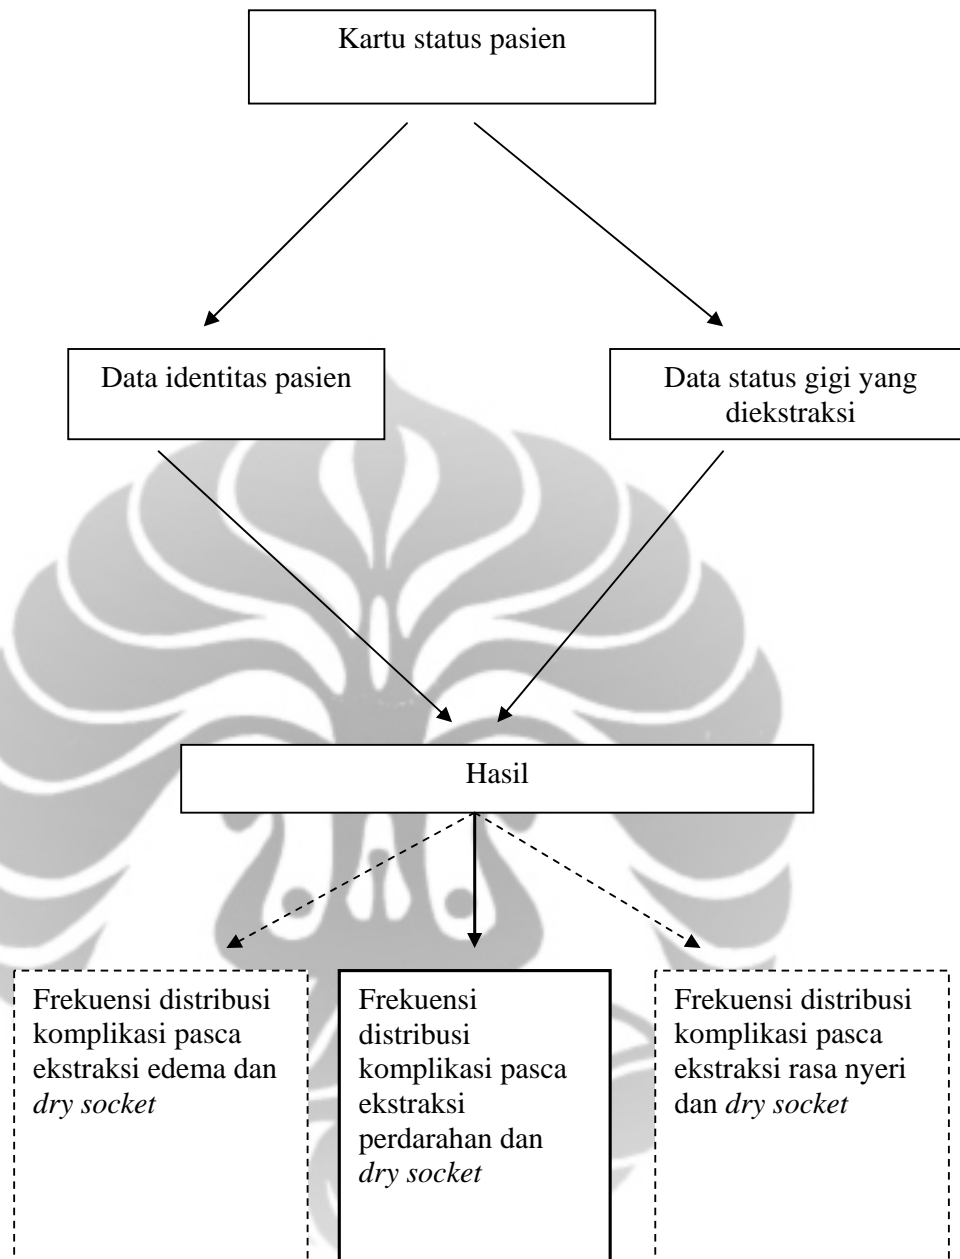 Kartu status pasien
Data identitas pasien
Data status gigi yang
diekstraksi
Hasil
Frekuensi distribusi
komplikasi pasca
ekstraksi edema dan
dry socket
Frekuensi
distribusi
komplikasi pasca
ekstraksi
perdarahan dan
dry socket
Frekuensi distribusi
komplikasi pasca
ekstraksi rasa nyeri
dan dry socket